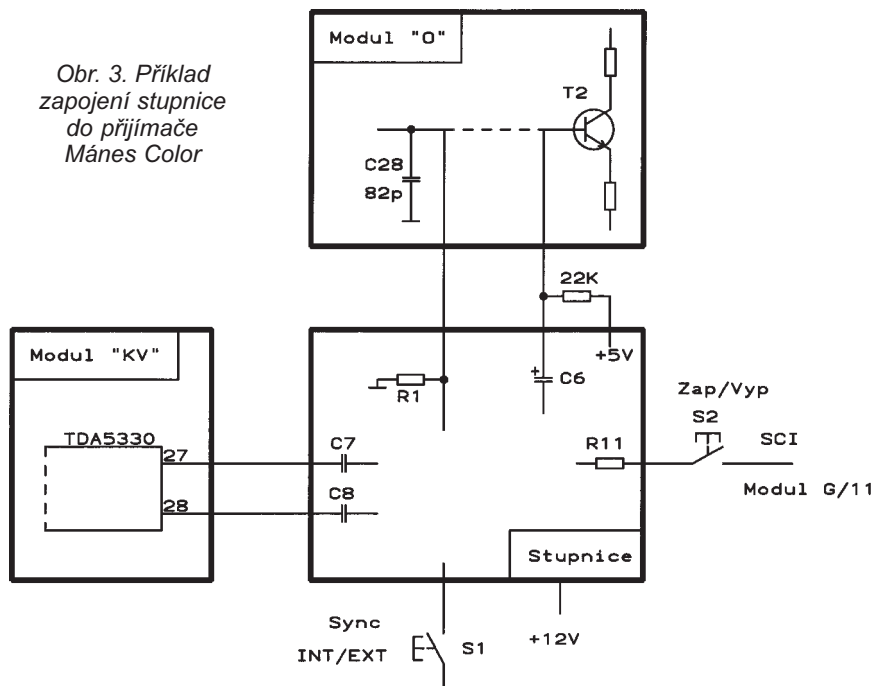 Obr. 3. Příklad
zapojení stupnice
do přijímače
Mánes Color
Modul "O"
T2
C28
82p
22K
+5V
Modul "KV"
TDA5330
27
28
C7
C8
R1
+
C6
R11
Zap/Vyp
S2
SCI
Modul G/11
Stupnice
Sync
INT/EXT
S1
+12V